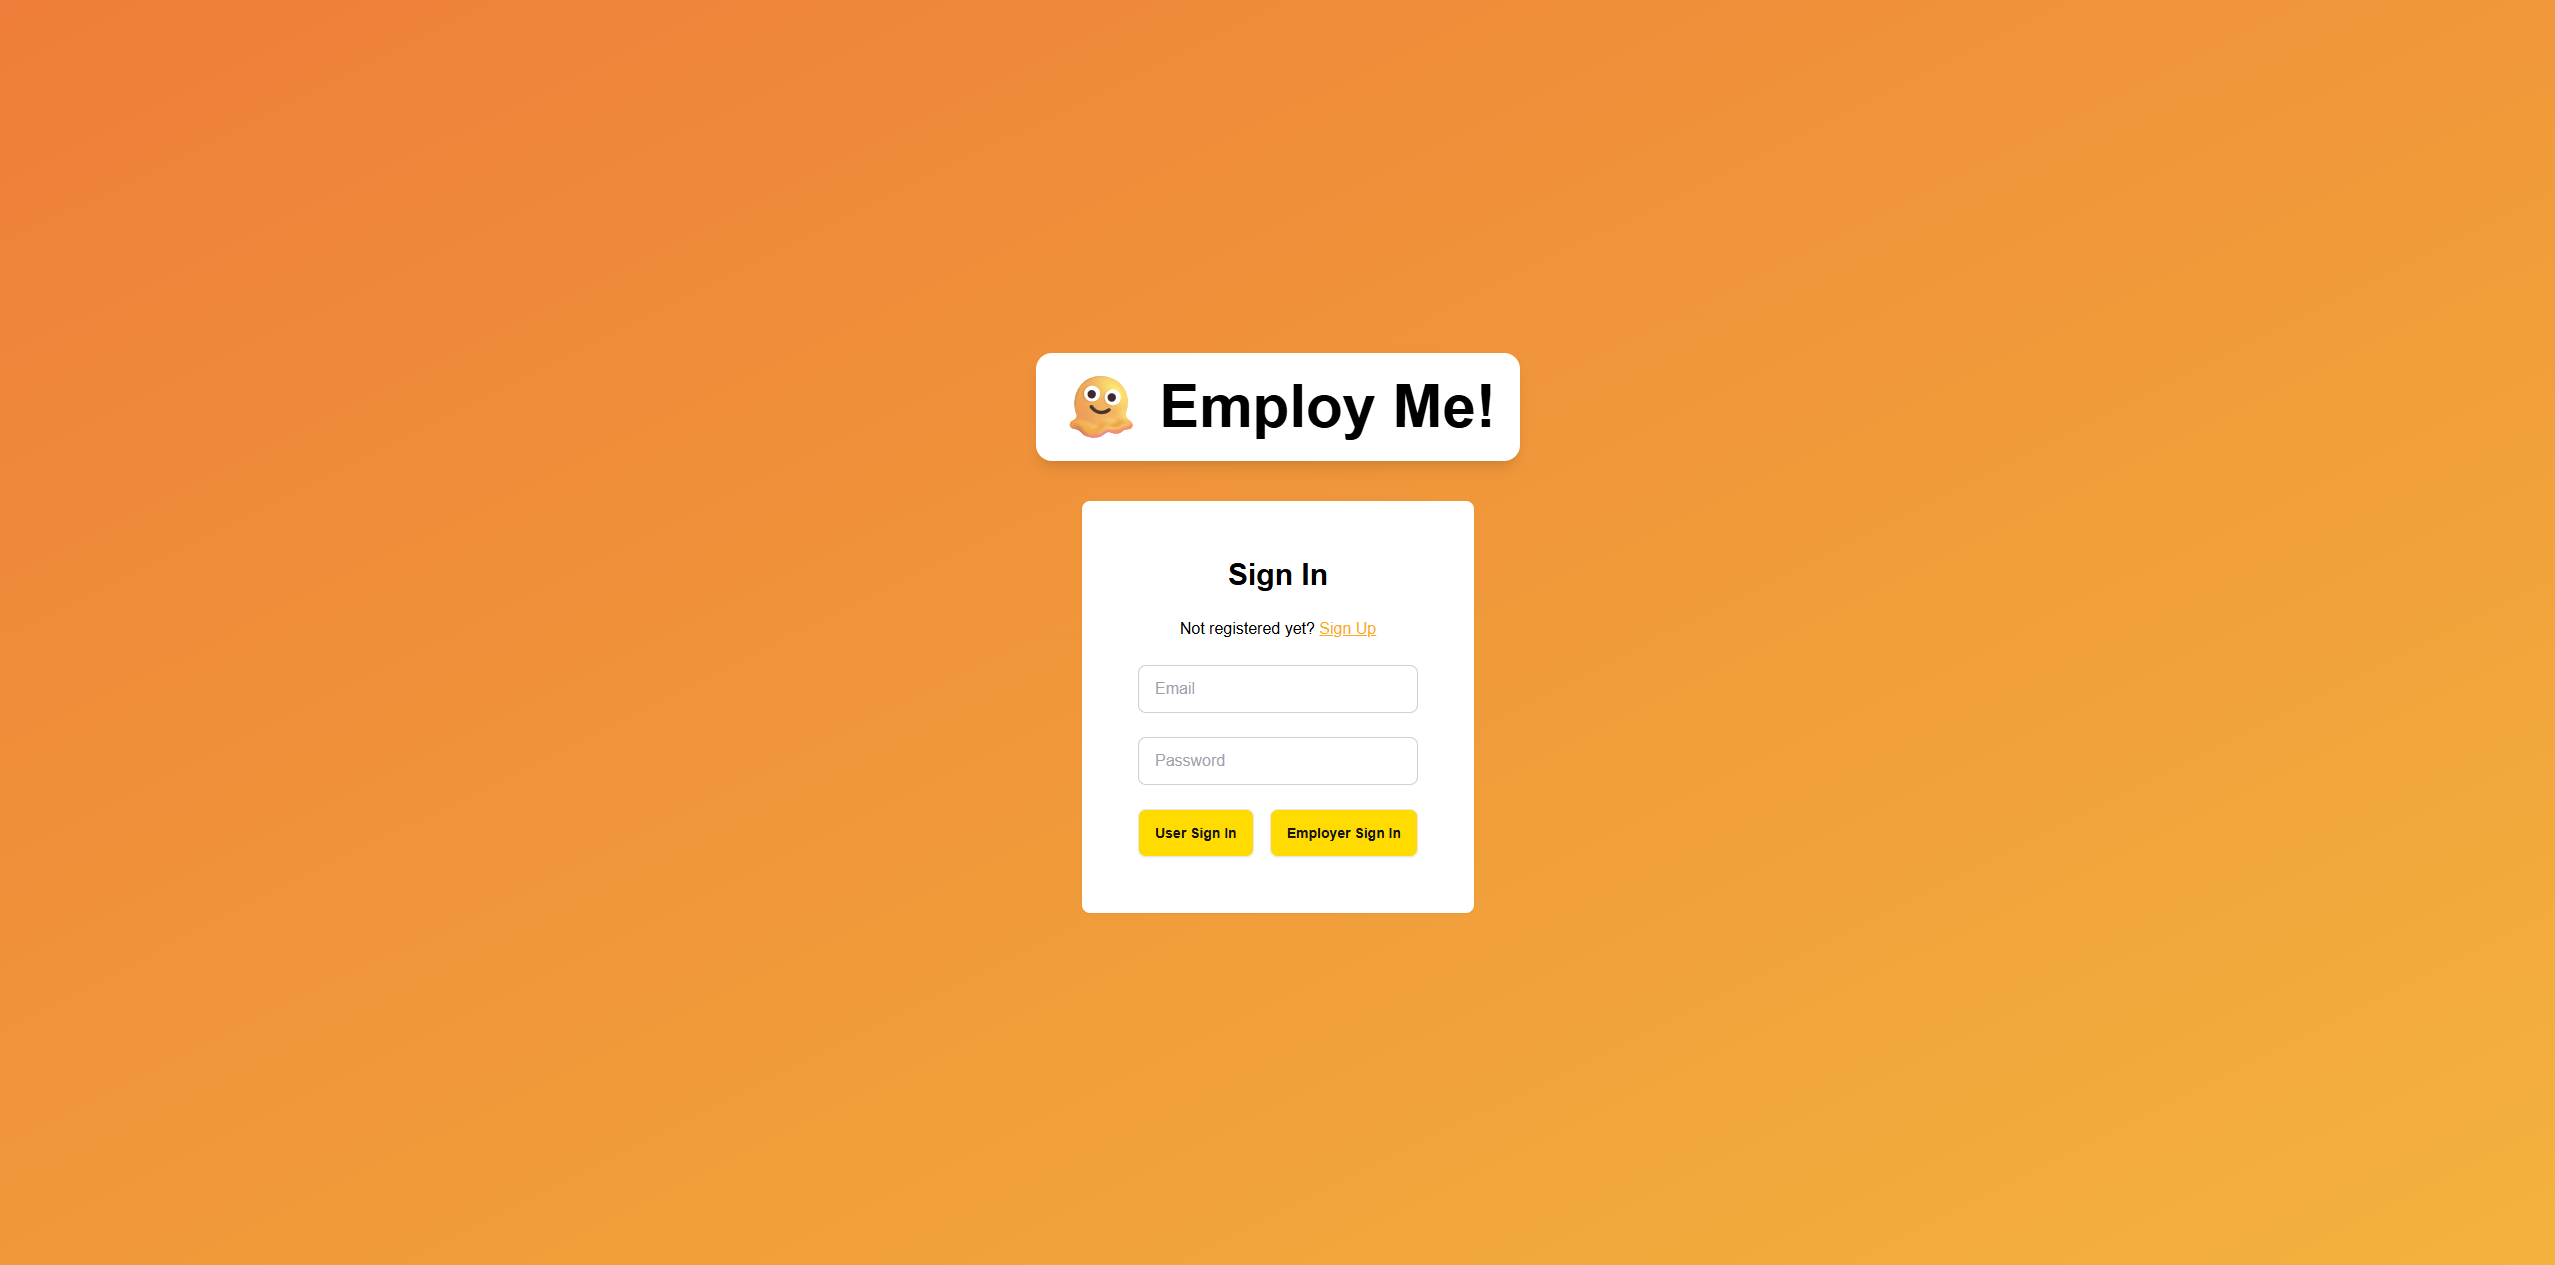 Employ Me!
Sign In
Not registered yet? Sign Up
Email
Password
User Sign In
Employer Sign In